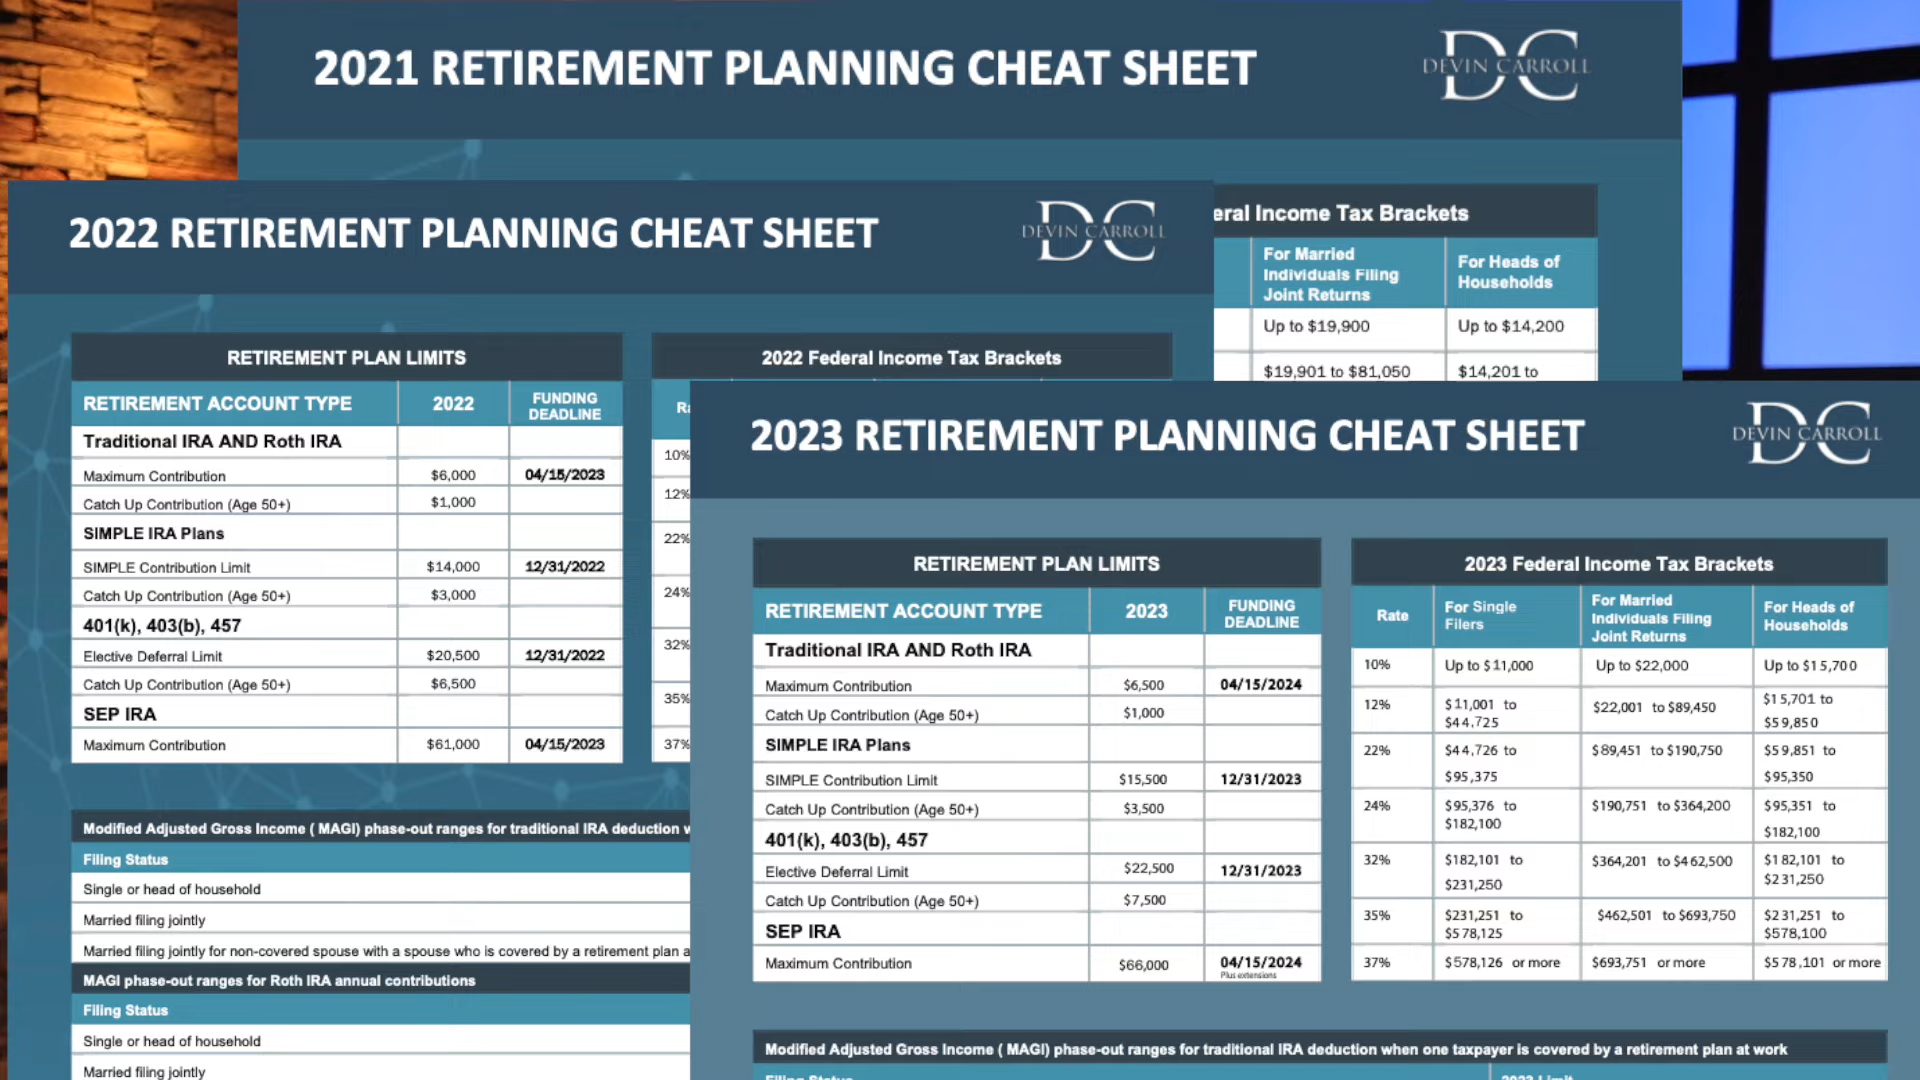 2021 RETIREMENT PLANNING CHEAT SHEET
DC
DEVIN CARROLL
eral Income Tax Brackets
For Married Individuals Filing Joint Returns
For Heads of Households
Up to $19,900
Up to $14,200
$19,901 to $81,050
$14,201 to
2022 RETIREMENT PLANNING CHEAT SHEET
DC
DEVIN CARROLL
RETIREMENT PLAN LIMITS
RETIREMENT ACCOUNT TYPE
2022
FUNDING DEADLINE
Traditional IRA AND Roth IRA
Maximum Contribution $6,000 04/15/2023
Catch Up Contribution (Age 50+) $1,000
SIMPLE IRA Plans
SIMPLE Contribution Limit $14,000 12/31/2022
Catch Up Contribution (Age 50+) $3,000
401(k), 403(b), 457
Elective Deferral Limit $20,500 12/31/2022
Catch Up Contribution (Age 50+) $6,500
SEP IRA
Maximum Contribution $61,000 04/15/2023
2022 Federal Income Tax Brackets
10%
12%
22%
24%
32%
35%
37%
Modified Adjusted Gross Income ( MAGI) phase-out ranges for traditional IRA deduction
Filing Status
Single or head of household
Married filing jointly
Married filing jointly for non-covered spouse with a spouse who is covered by a retirement plan a
MAGI phase-out ranges for Roth IRA annual contributions
Filing Status
Single or head of household
Married filing jointly
2023 RETIREMENT PLANNING CHEAT SHEET
DC
DEVIN CARROLL
RETIREMENT PLAN LIMITS
RETIREMENT ACCOUNT TYPE
2023
FUNDING DEADLINE
Traditional IRA AND Roth IRA
Maximum Contribution $6,500 04/15/2024
Catch Up Contribution (Age 50+) $1,000
SIMPLE IRA Plans
SIMPLE Contribution Limit $15,500 12/31/2023
Catch Up Contribution (Age 50+) $3,500
401(k), 403(b), 457
Elective Deferral Limit $22,500 12/31/2023
Catch Up Contribution (Age 50+) $7,500
SEP IRA
Maximum Contribution $66,000 04/15/2024
Plus extensions
2023 Federal Income Tax Brackets
Rate
For Single Filers
For Married Individuals Filing Joint Returns
For Heads of Households
10% Up to $11,000 Up to $22,000 Up to $15,700
12% $11,001 to $44,725 $22,001 to $89,450 $15,701 to $59,850
22% $44,726 to $95,375 $89,451 to $190,750 $59,851 to $95,350
24% $95,376 to $182,100 $190,751 to $364,200 $95,351 to $182,100
32% $182,101 to $231,250 $364,201 to $462,500 $182,101 to $231,250
35% $231,251 to $578,125 $462,501 to $693,750 $231,251 to $578,100
37% $578,126 or more $693,751 or more $578,101 or more
Modified Adjusted Gross Income ( MAGI) phase-out ranges for traditional IRA deduction when one taxpayer is covered by a retirement plan at work
Filing Status
2023 Limit